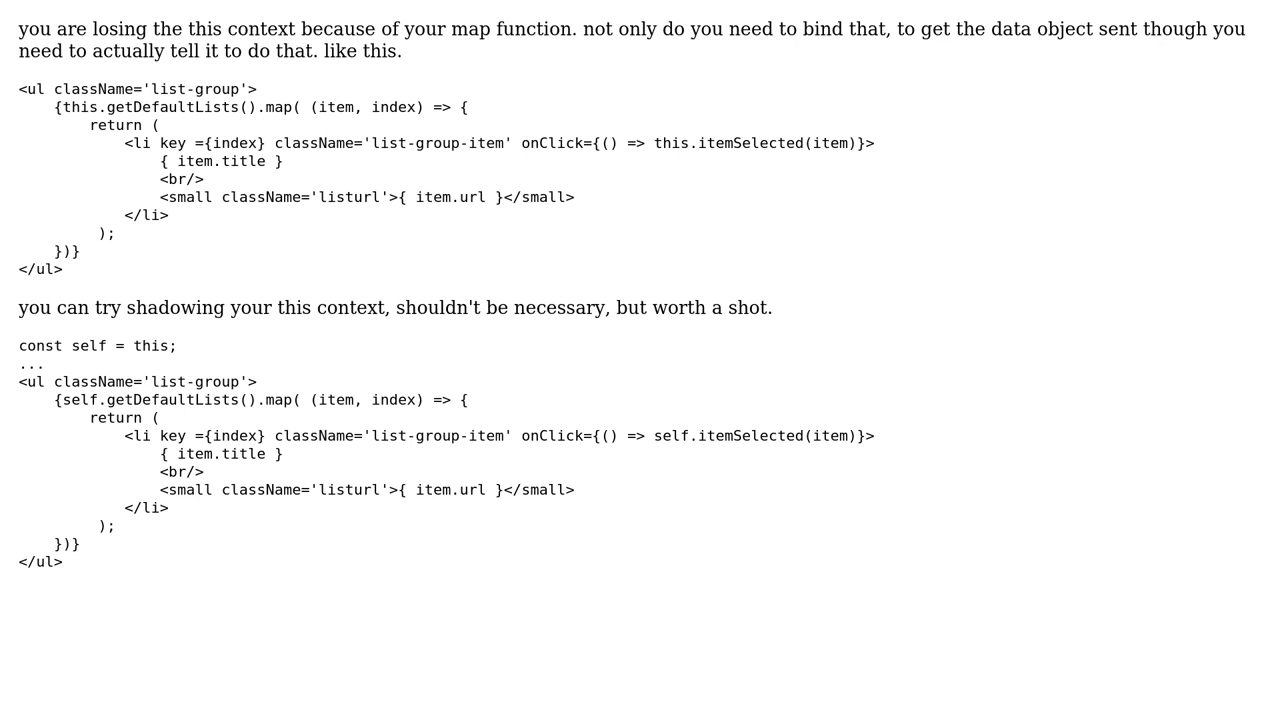 you are losing the this context because of your map function. not only do you need to bind that, to get the data object sent though you
need to actually tell it to do that. like this.
<ul className='list-group'>
    {this.getDefaultLists().map( (item, index) => {
        return (
            <li key ={index} className='list-group-item' onClick={() => this.itemSelected(item)}>
                { item.title }
                <br/>
                <small className='listurl'>{ item.url }</small>
            </li>
         );
    })}
</ul>
you can try shadowing your this context, shouldn't be necessary, but worth a shot.
const self = this;
...
<ul className='list-group'>
    {self.getDefaultLists().map( (item, index) => {
        return (
            <li key ={index} className='list-group-item' onClick={() => self.itemSelected(item)}>
                { item.title }
                <br/>
                <small className='listurl'>{ item.url }</small>
            </li>
         );
    })}
</ul>